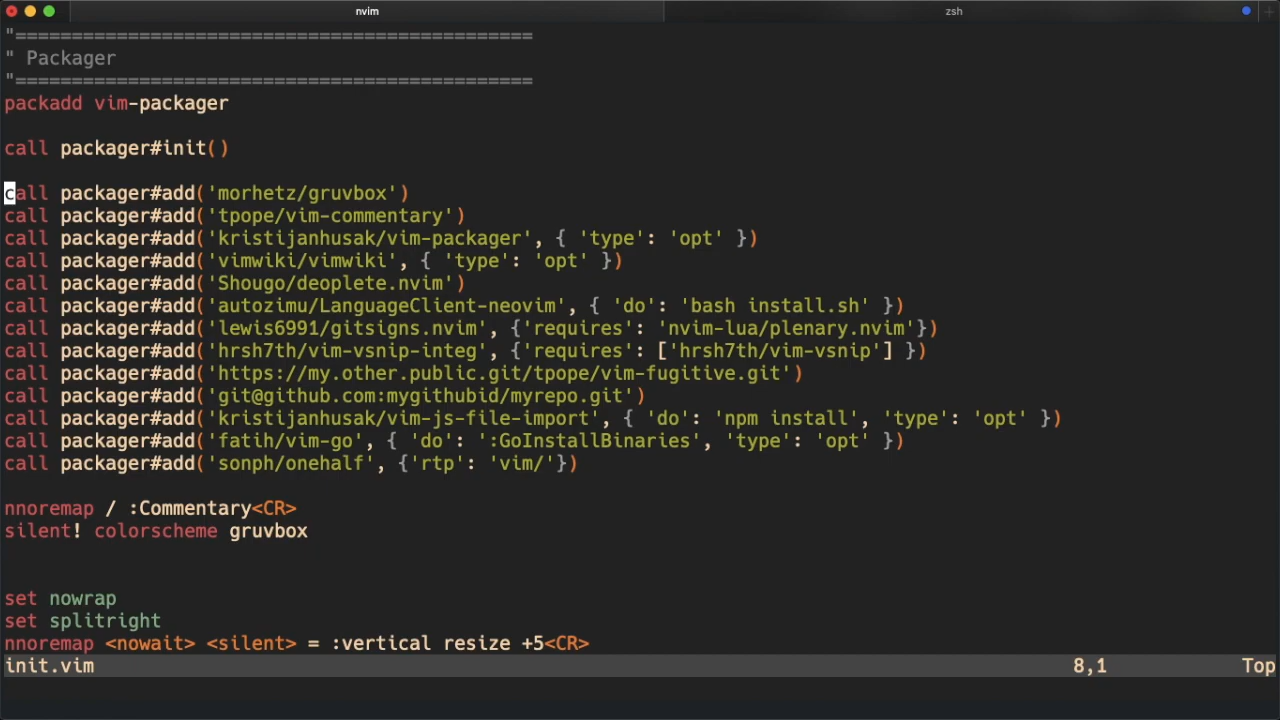 nvim zsh
"==============================================
" Packager
"==============================================
packadd vim-packager
call packager#init()
call packager#add('morhetz/gruvbox')
call packager#add('tpope/vim-commentary')
call packager#add('kristijanhusak/vim-packager', { 'type': 'opt' })
call packager#add('vimwiki/vimwiki', { 'type': 'opt' })
call packager#add('Shougo/deoplete.nvim')
call packager#add('autozimu/LanguageClient-neovim', { 'do': 'bash install.sh' })
call packager#add('lewis6991/gitsigns.nvim', {'requires': 'nvim-lua/plenary.nvim'})
call packager#add('hrsh7th/vim-vsnip-integ', {'requires': ['hrsh7th/vim-vsnip'] })
call packager#add('https://my.other.public.git/tpope/vim-fugitive.git')
call packager#add('git@github.com:mygithubid/myrepo.git')
call packager#add('kristijanhusak/vim-js-file-import', { 'do': 'npm install', 'type': 'opt' })
call packager#add('fatih/vim-go', { 'do': ':GoInstallBinaries', 'type': 'opt' })
call packager#add('sonph/onehalf', {'rtp': 'vim/'})
nnoremap / :Commentary<CR>
silent! colorscheme gruvbox
set nowrap
set splitright
nnoremap <nowait> <silent> = :vertical resize +5<CR>
init.vim 8,1 Top